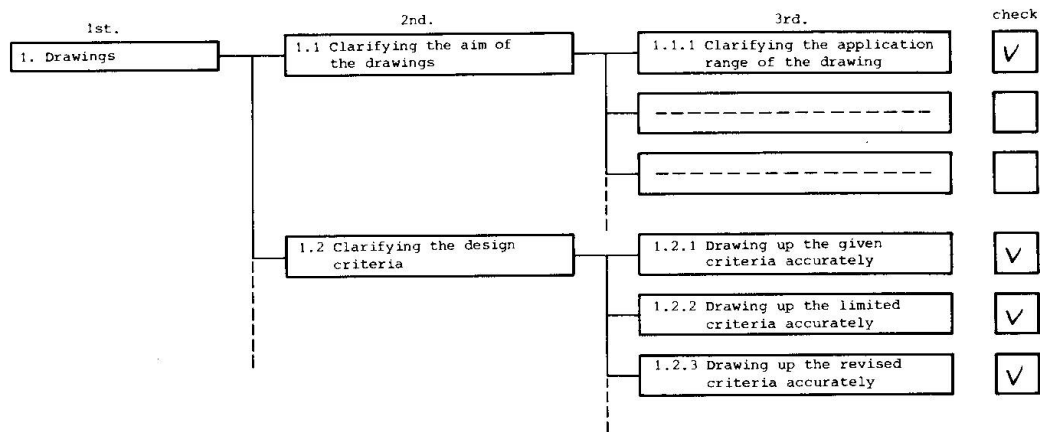 1st.
2nd.
3rd.
check
1. Drawings
1.1 Clarifying the aim of
the drawings
1.1.1 Clarifying the application
range of the drawing
1.2 Clarifying the design
criteria
1.2.1 Drawing up the given
criteria accurately
1.2.2 Drawing up the limited
criteria accurately
1.2.3 Drawing up the revised
criteria accurately